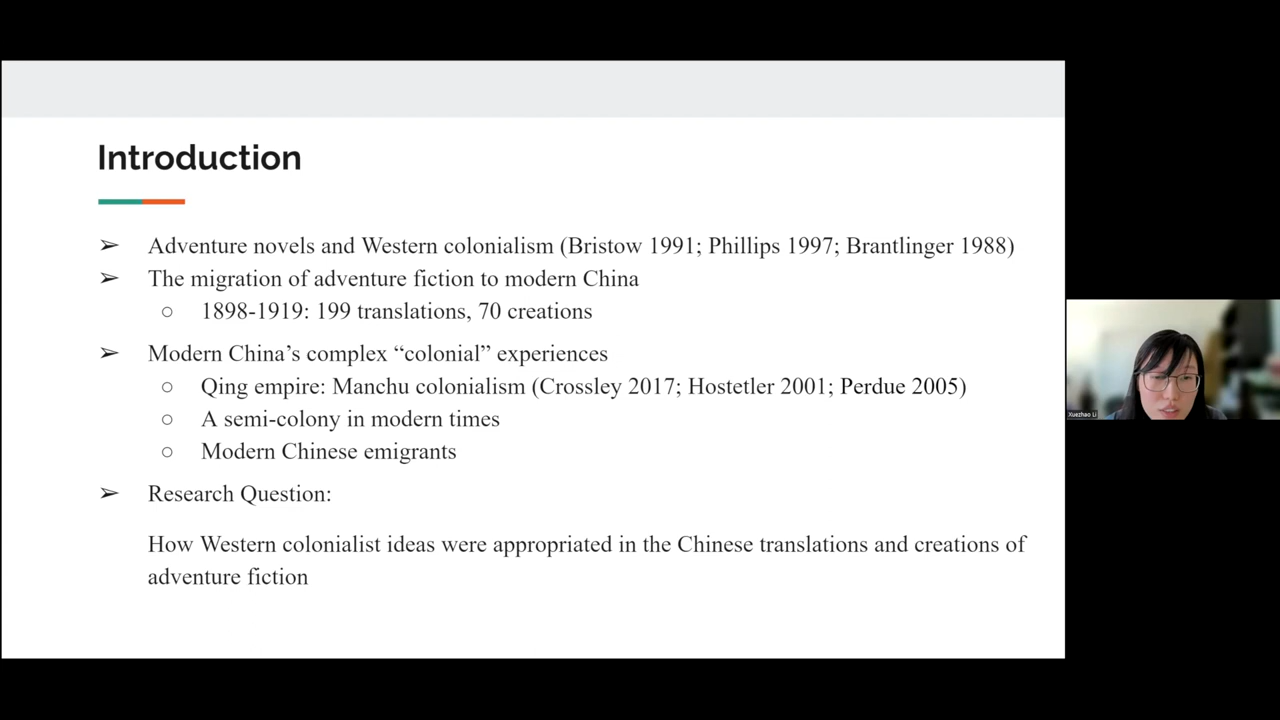 Introduction
➢ Adventure novels and Western colonialism (Bristow 1991; Phillips 1997; Brantlinger 1988)
➢ The migration of adventure fiction to modern China
○ 1898-1919: 199 translations, 70 creations
➢ Modern China’s complex “colonial” experiences
○ Qing empire: Manchu colonialism (Crossley 2017; Hostetler 2001; Perdue 2005)
○ A semi-colony in modern times
○ Modern Chinese emigrants
➢ Research Question:
How Western colonialist ideas were appropriated in the Chinese translations and creations of
adventure fiction
Xuezhao Li